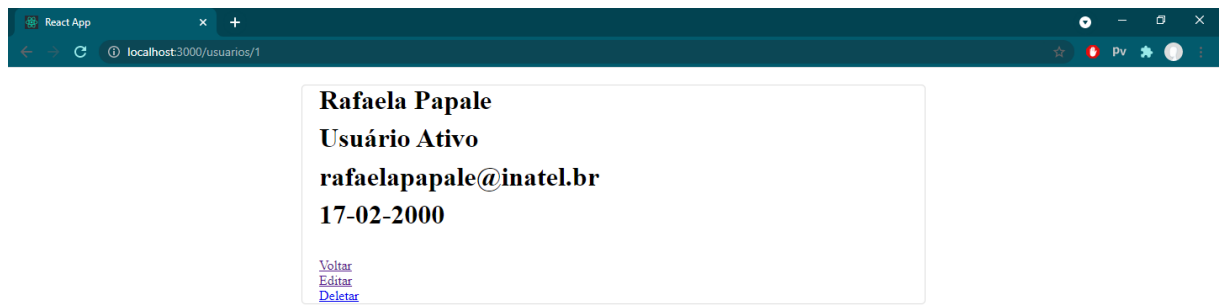 React App
localhost:3000/usuarios/1
Pv
Rafaela Papale
Usuário Ativo
rafaelapapale@inatel.br
17-02-2000
Voltar
Editar
Deletar